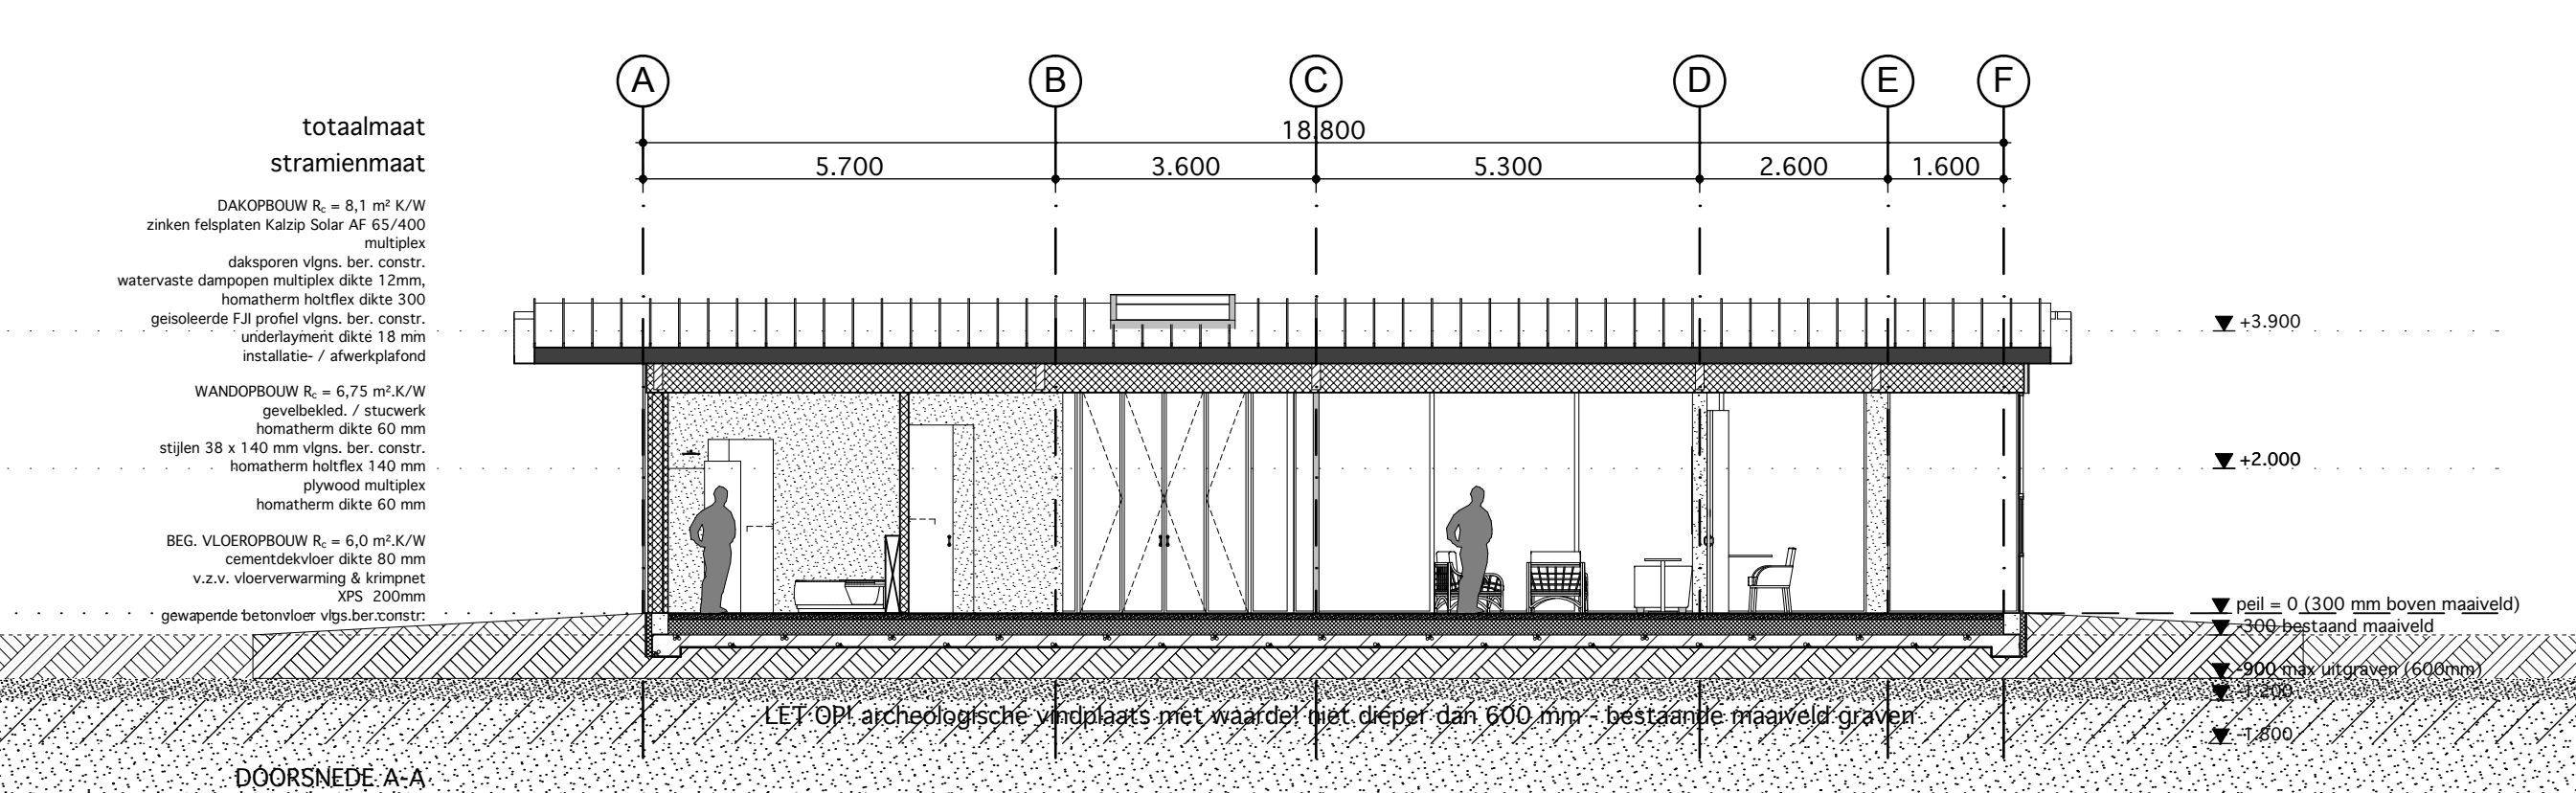 A B C D E F
totaalmaat
18.800
stramienmaat
5.700 3.600 5.300 2.600 1.600
DAKOPBOUW Rc = 8,1 m² K/W
zinken felsplaten Kalzip Solar AF 65/400
multiplex
daksporen vlgns. ber. constr.
watervaste dampopen multiplex dikte 12mm,
homatherm holtflex dikte 300
geisoleerde FJI profiel vlgns. ber. constr.
underlayment dikte 18 mm
installatie- / afwerkplafond
WANDOPBOUW Rc = 6,75 m².K/W
gevelbekled. / stucwerk
homatherm dikte 60 mm
stijlen 38 x 140 mm vlgns. ber. constr.
homatherm holtflex 140 mm
plywood multiplex
homatherm dikte 60 mm
BEG. VLOEROPBOUW Rc = 6,0 m².K/W
cementdekvloer dikte 80 mm
v.z.v. vloerverwarming & krimpnet
XPS 200mm
gewapende betonvloer vlgs.ber.constr.
+3.900
+2.000
peil = 0 (300 mm boven maaiveld)
-300 bestaand maaiveld
-900 max uitgraven (600mm)
-1.200
-1.800
LET OP! archeologische vindplaats met waarde! niet dieper dan 600 mm - bestaande maaiveld graven
DOORSNEDE A-A